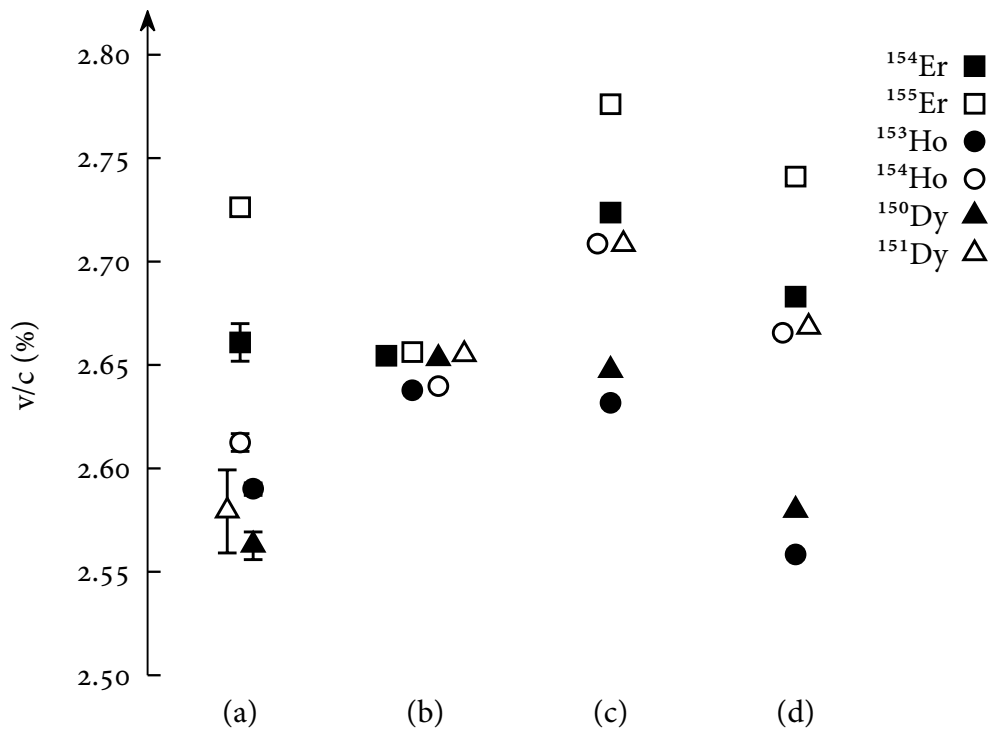 2.80
2.75
2.70
2.65
2.60
2.55
2.50
v/c (%)
(a) (b) (c) (d)
¹⁵⁴Er
¹⁵⁵Er
¹⁵³Ho
¹⁵⁴Ho
¹⁵⁰Dy
¹⁵¹Dy